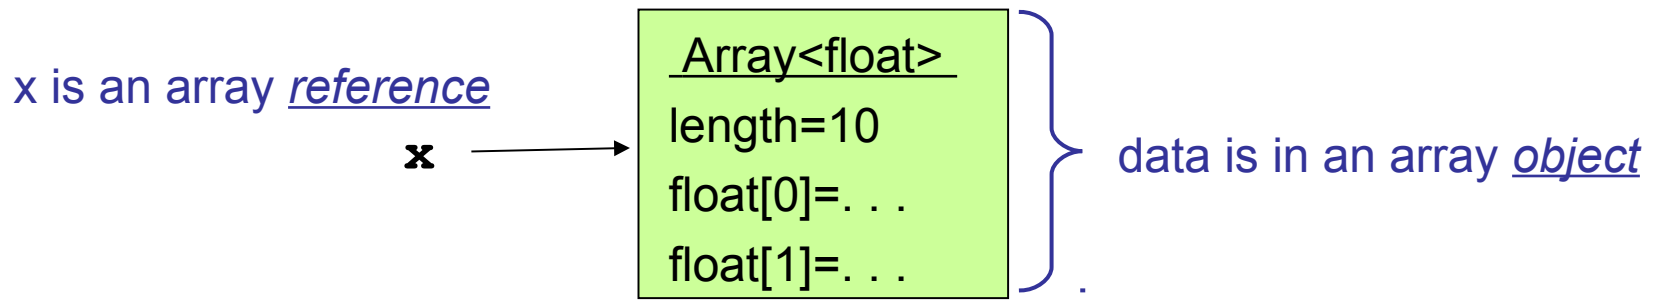 x is an array reference
x
Array<float>
length=10
float[0]=. . .
float[1]=. . .
data is in an array object
.